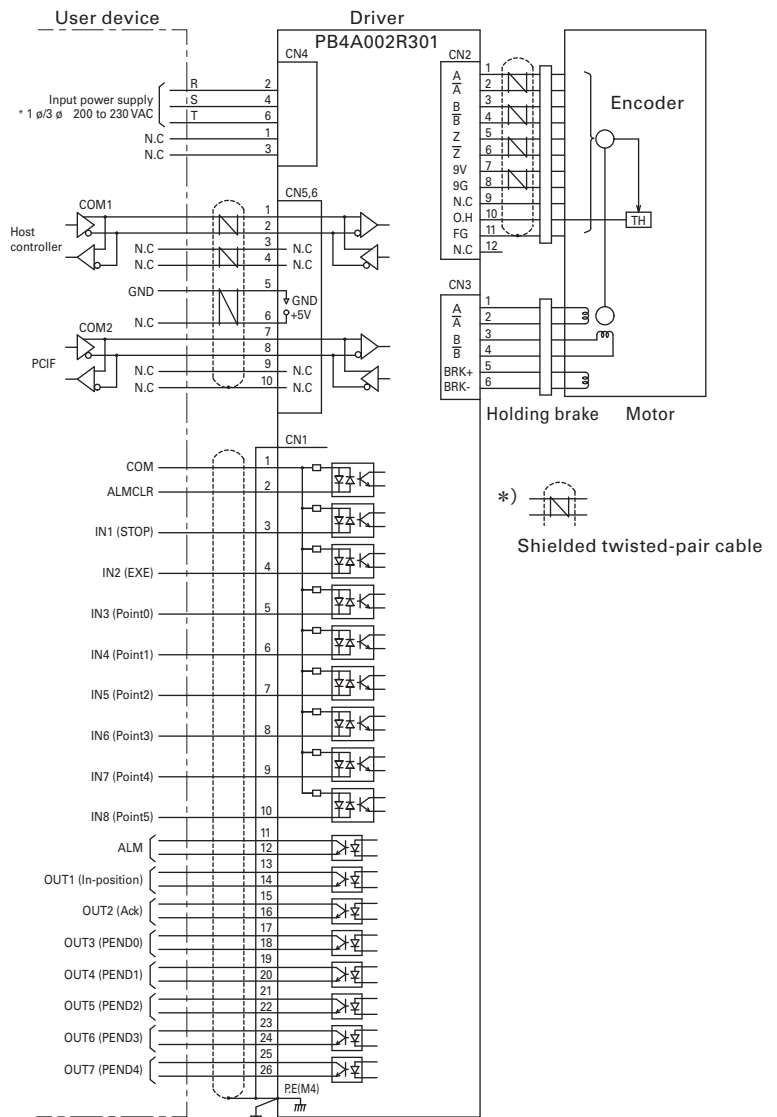 User device
Driver
PB4A002R301
CN4
R 2
S 4
T 6
Input power supply
* 1 ø/3 ø 200 to 230 VAC
N.C 1
N.C 3
CN5,6
COM1
Host
controller
1
2
N.C 3 N.C
N.C 4 N.C
GND 5 GND
N.C 6 +5V
COM2
PCIF
7
8
N.C 9 N.C
N.C 10 N.C
CN2
A 1
A̅ 2
B 3
B̅ 4
Z 5
Z̅ 6
9V 7
9G 8
N.C 9
O.H 10
FG 11
N.C 12
Encoder
TH
CN3
A 1
A̅ 2
B 3
B̅ 4
BRK+ 5
BRK- 6
Holding brake Motor
*)
Shielded twisted-pair cable
CN1
COM 1
ALMCLR 2
IN1 (STOP) 3
IN2 (EXE) 4
IN3 (Point0) 5
IN4 (Point1) 6
IN5 (Point2) 7
IN6 (Point3) 8
IN7 (Point4) 9
IN8 (Point5) 10
ALM 11 12
OUT1 (In-position) 13 14
OUT2 (Ack) 15 16
OUT3 (PEND0) 17 18
OUT4 (PEND1) 19 20
OUT5 (PEND2) 21 22
OUT6 (PEND3) 23 24
OUT7 (PEND4) 25 26
P.E(M4)